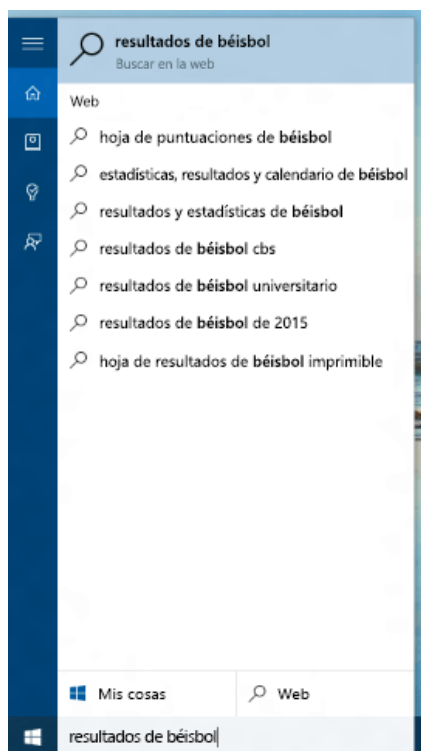 resultados de béisbol
Buscar en la web
Web
hoja de puntuaciones de béisbol
estadísticas, resultados y calendario de béisbol
resultados y estadísticas de béisbol
resultados de béisbol cbs
resultados de béisbol universitario
resultados de béisbol de 2015
hoja de resultados de béisbol imprimible
Mis cosas
Web
resultados de béisbol